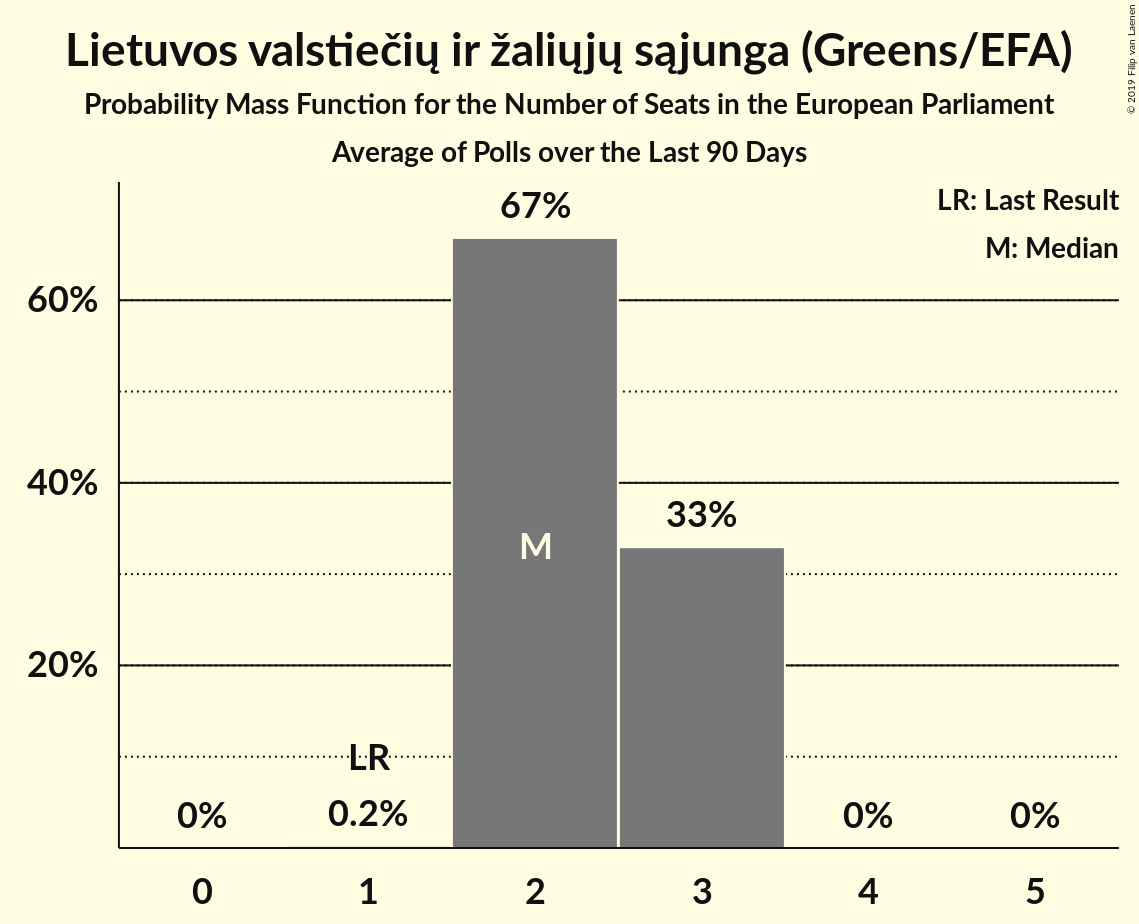 Lietuvos valstiečių ir žaliųjų sąjunga (Greens/EFA)
Probability Mass Function for the Number of Seats in the European Parliament
Average of Polls over the Last 90 Days
© 2019 Filip van Laenen
LR: Last Result
M: Median
67%
60%
40%
33%
M
20%
LR
0% 0.2% 0% 0%
0 1 2 3 4 5